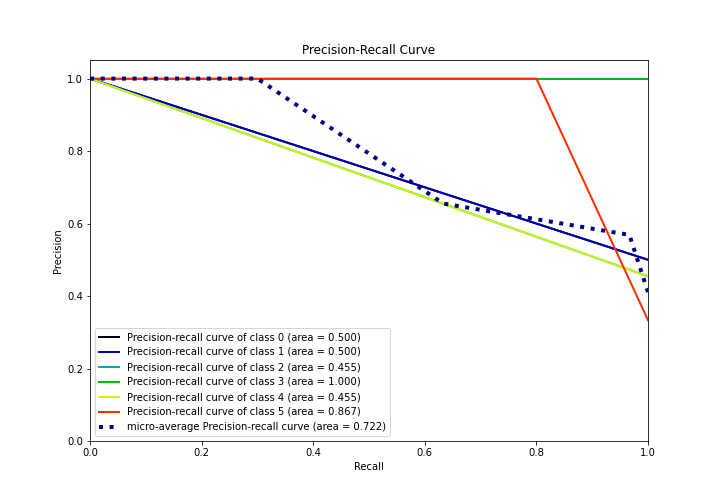 Precision-Recall Curve
1.0
0.8
0.6
0.4
0.2
0.0
Precision
Precision-recall curve of class 0 (area = 0.500)
Precision-recall curve of class 1 (area = 0.500)
Precision-recall curve of class 2 (area = 0.455)
Precision-recall curve of class 3 (area = 1.000)
Precision-recall curve of class 4 (area = 0.455)
Precision-recall curve of class 5 (area = 0.867)
micro-average Precision-recall curve (area = 0.722)
0.0 0.2 0.4 0.6 0.8 1.0
Recall